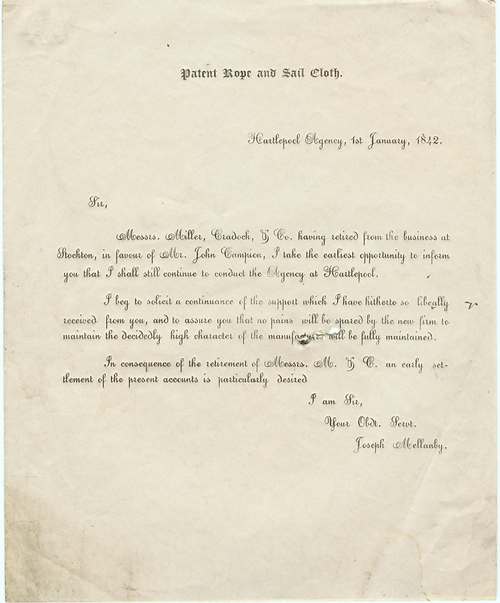 Patent Rope and Sail Cloth.
Hartlepool Agency, 1st January, 1842.
Sir,
Messrs. Miller, Cradock, & Co. having retired from the business at
Stockton, in favour of Mr. John Campion, I take the earliest opportunity to inform
you that I shall still continue to conduct the Agency at Hartlepool.
I beg to solicit a continuance of the support which I have hitherto so liberally
received from you, and to assure you that no pains will be spared by the new firm to
maintain the decidedly high character of the will be fully maintained.
In consequence of the retirement of Messrs. M. & C. an early set-
tlement of the present accounts is particularly desired
I am Sir,
Your Obdt. Servt.
Joseph Mellanby.